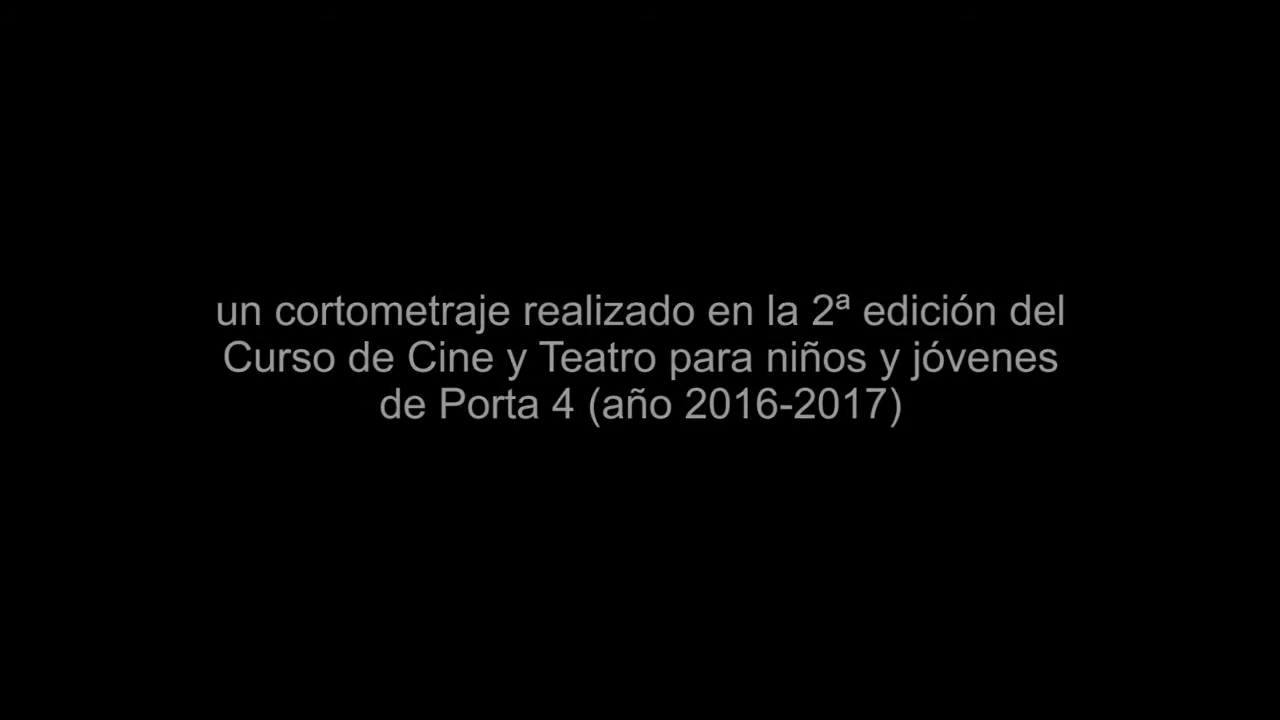 un cortometraje realizado en la 2ª edición del
Curso de Cine y Teatro para niños y jóvenes
de Porta 4 (año 2016-2017)